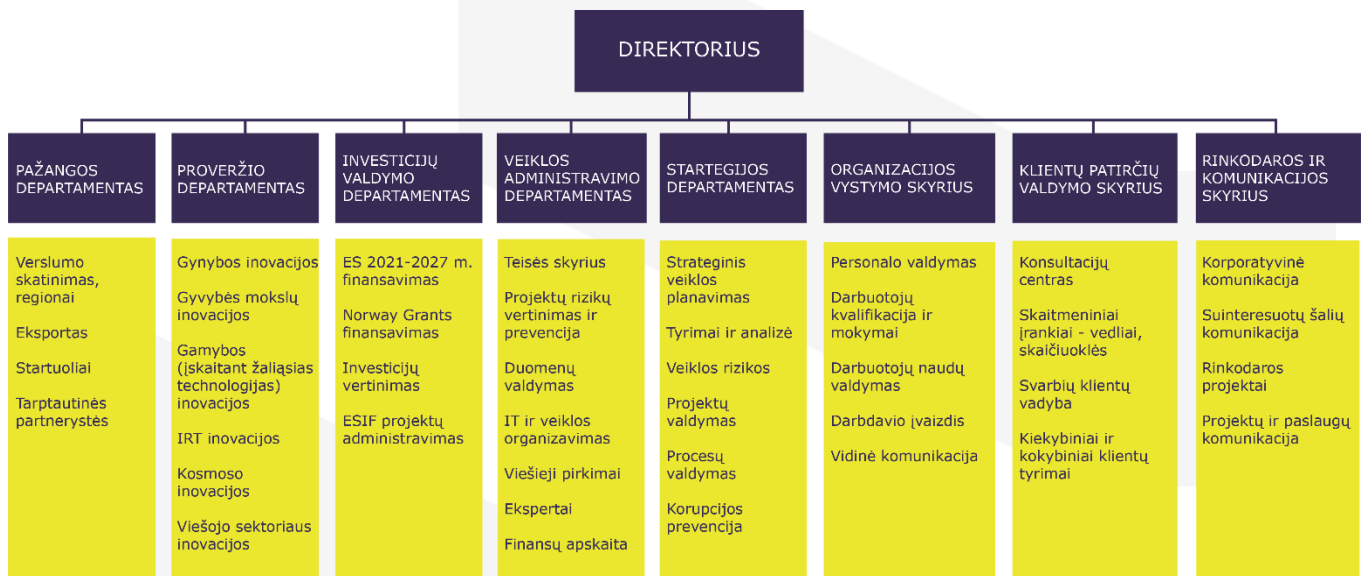 DIREKTORIUS
PAŽANGOS
DEPARTAMENTAS
Verslumo
skatinimas,
regionai
Eksportas
Startuoliai
Tarptautinės
partnerystės
PROVERŽIO
DEPARTAMENTAS
Gynybos inovacijos
Gyvybės mokslų
inovacijos
Gamybos
(įskaitant žaliąsias
technologijas)
inovacijos
IRT inovacijos
Kosmoso
inovacijos
Viešojo sektoriaus
inovacijos
INVESTICIJŲ
VALDYMO
DEPARTAMENTAS
ES 2021-2027 m.
finansavimas
Norway Grants
finansavimas
Investicijų
vertinimas
ESIF projektų
administravimas
VEIKLOS
ADMINISTRAVIMO
DEPARTAMENTAS
Teisės skyrius
Projektų rizikų
vertinimas ir
prevencija
Duomenų
valdymas
IT ir veiklos
organizavimas
Viešieji pirkimai
Ekspertai
Finansų apskaita
STARTEGIJOS
DEPARTAMENTAS
Strateginis
veiklos
planavimas
Tyrimai ir analizė
Veiklos rizikos
Projektų
valdymas
Procesų
valdymas
Korupcijos
prevencija
ORGANIZACIJOS
VYSTYMO SKYRIUS
Personalo valdymas
Darbuotojų
kvalifikacija ir
mokymai
Darbuotojų naudų
valdymas
Darbdavio įvaizdis
Vidinė komunikacija
KLIENTŲ PATIRČIŲ
VALDYMO SKYRIUS
Konsultacijų
centras
Skaitmeniniai
įrankiai - vedliai,
skaičiuoklės
Svarbių klientų
vadyba
Kiekybiniai ir
kokybiniai klientų
tyrimai
RINKODAROS IR
KOMUNIKACIJOS
SKYRIUS
Korporatyvinė
komunikacija
Suinteresuotų šalių
komunikacija
Rinkodaros
projektai
Projektų ir paslaugų
komunikacija